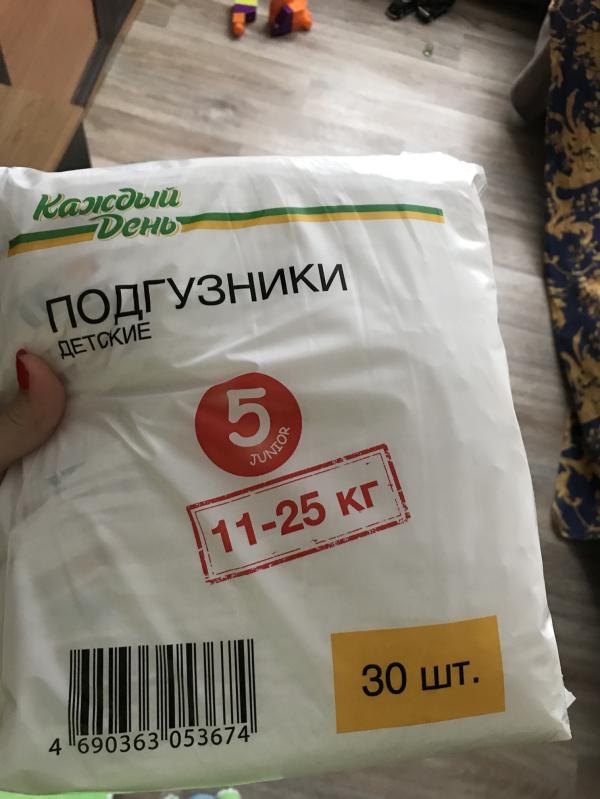 Каждый
День
ПОДГУЗНИКИ
ДЕТСКИЕ
5
JUNIOR
11-25 кг
30 шт.
4 690363 053674